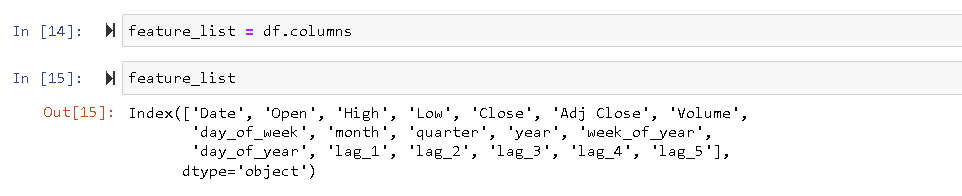 In [14]: feature_list = df.columns
In [15]: feature_list
Out[15]: Index(['Date', 'Open', 'High', 'Low', 'Close', 'Adj Close', 'Volume',
'day_of_week', 'month', 'quarter', 'year', 'week_of_year',
'day_of_year', 'lag_1', 'lag_2', 'lag_3', 'lag_4', 'lag_5'],
dtype='object')